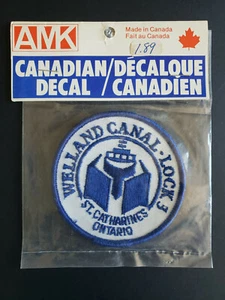 AMK
Made in Canada
Fait au Canada
1.89
CANADIAN/DÉCALQUE
DECAL/CANADIEN
WELLAND CANAL-LOCK 3
ST. CATHARINES
ONTARIO